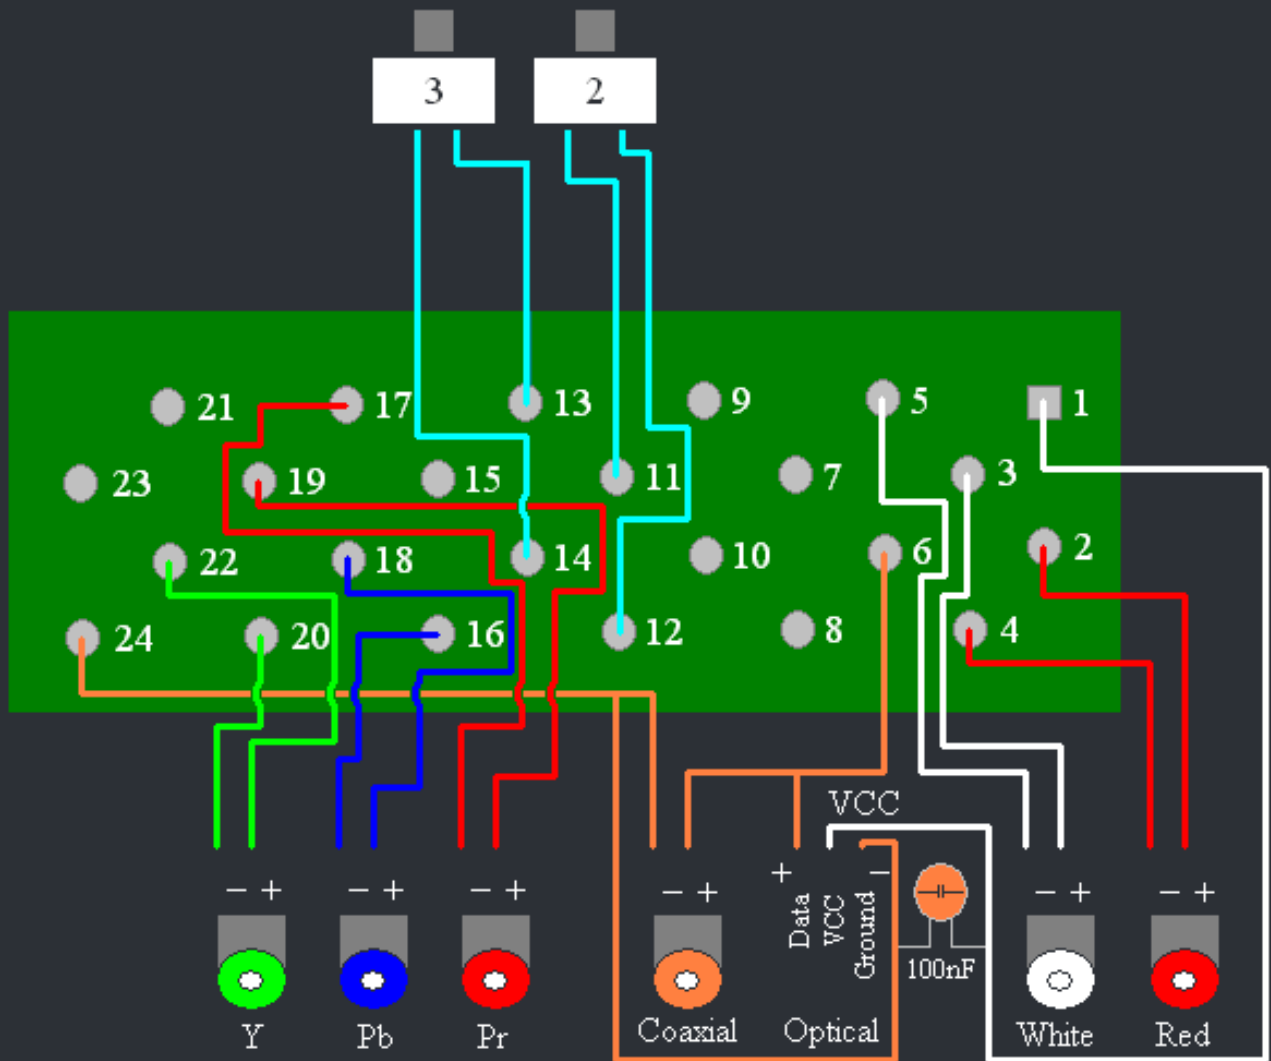 3 2
21 17 13 9 5 1
23 19 15 11 7 3
22 18 14 10 6 2
24 20 16 12 8 4
VCC
+ −
− + − + − + − + − + − +
Data
VCC
Ground
100nF
Y Pb Pr Coaxial Optical White Red